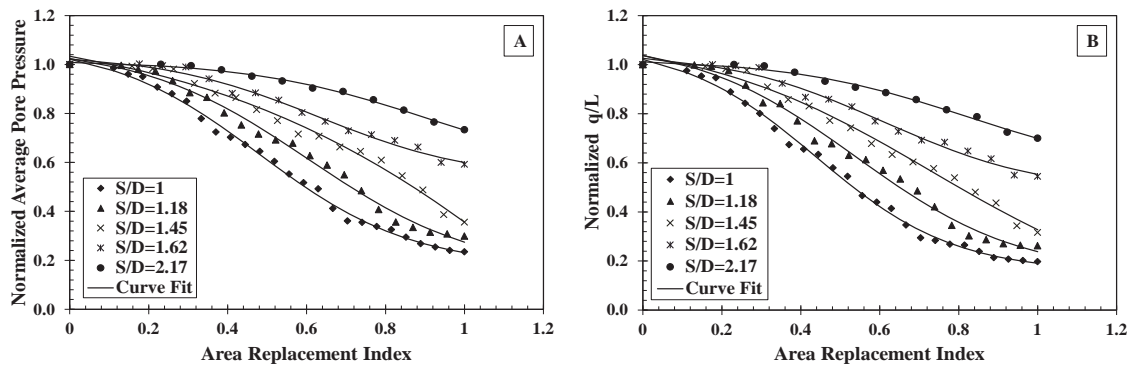 Normalized Average Pore Pressure
1.2
1.0
0.8
0.6
0.4
0.2
0.0
A
S/D=1
S/D=1.18
S/D=1.45
S/D=1.62
S/D=2.17
Curve Fit
0 0.2 0.4 0.6 0.8 1 1.2
Area Replacement Index
Normalized q/L
1.2
1.0
0.8
0.6
0.4
0.2
0.0
B
S/D=1
S/D=1.18
S/D=1.45
S/D=1.62
S/D=2.17
Curve Fit
0 0.2 0.4 0.6 0.8 1 1.2
Area Replacement Index